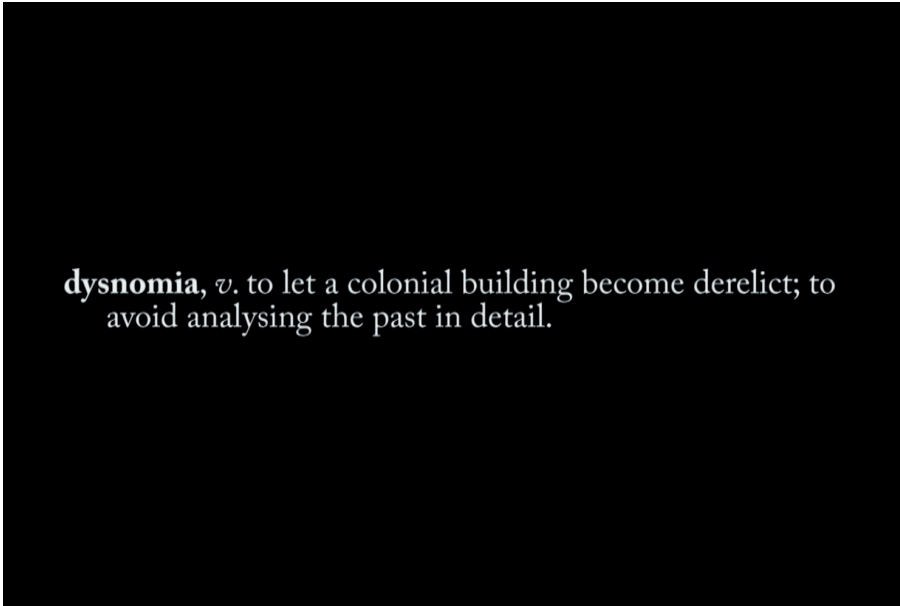 dysnomia, v. to let a colonial building become derelict; to
avoid analysing the past in detail.